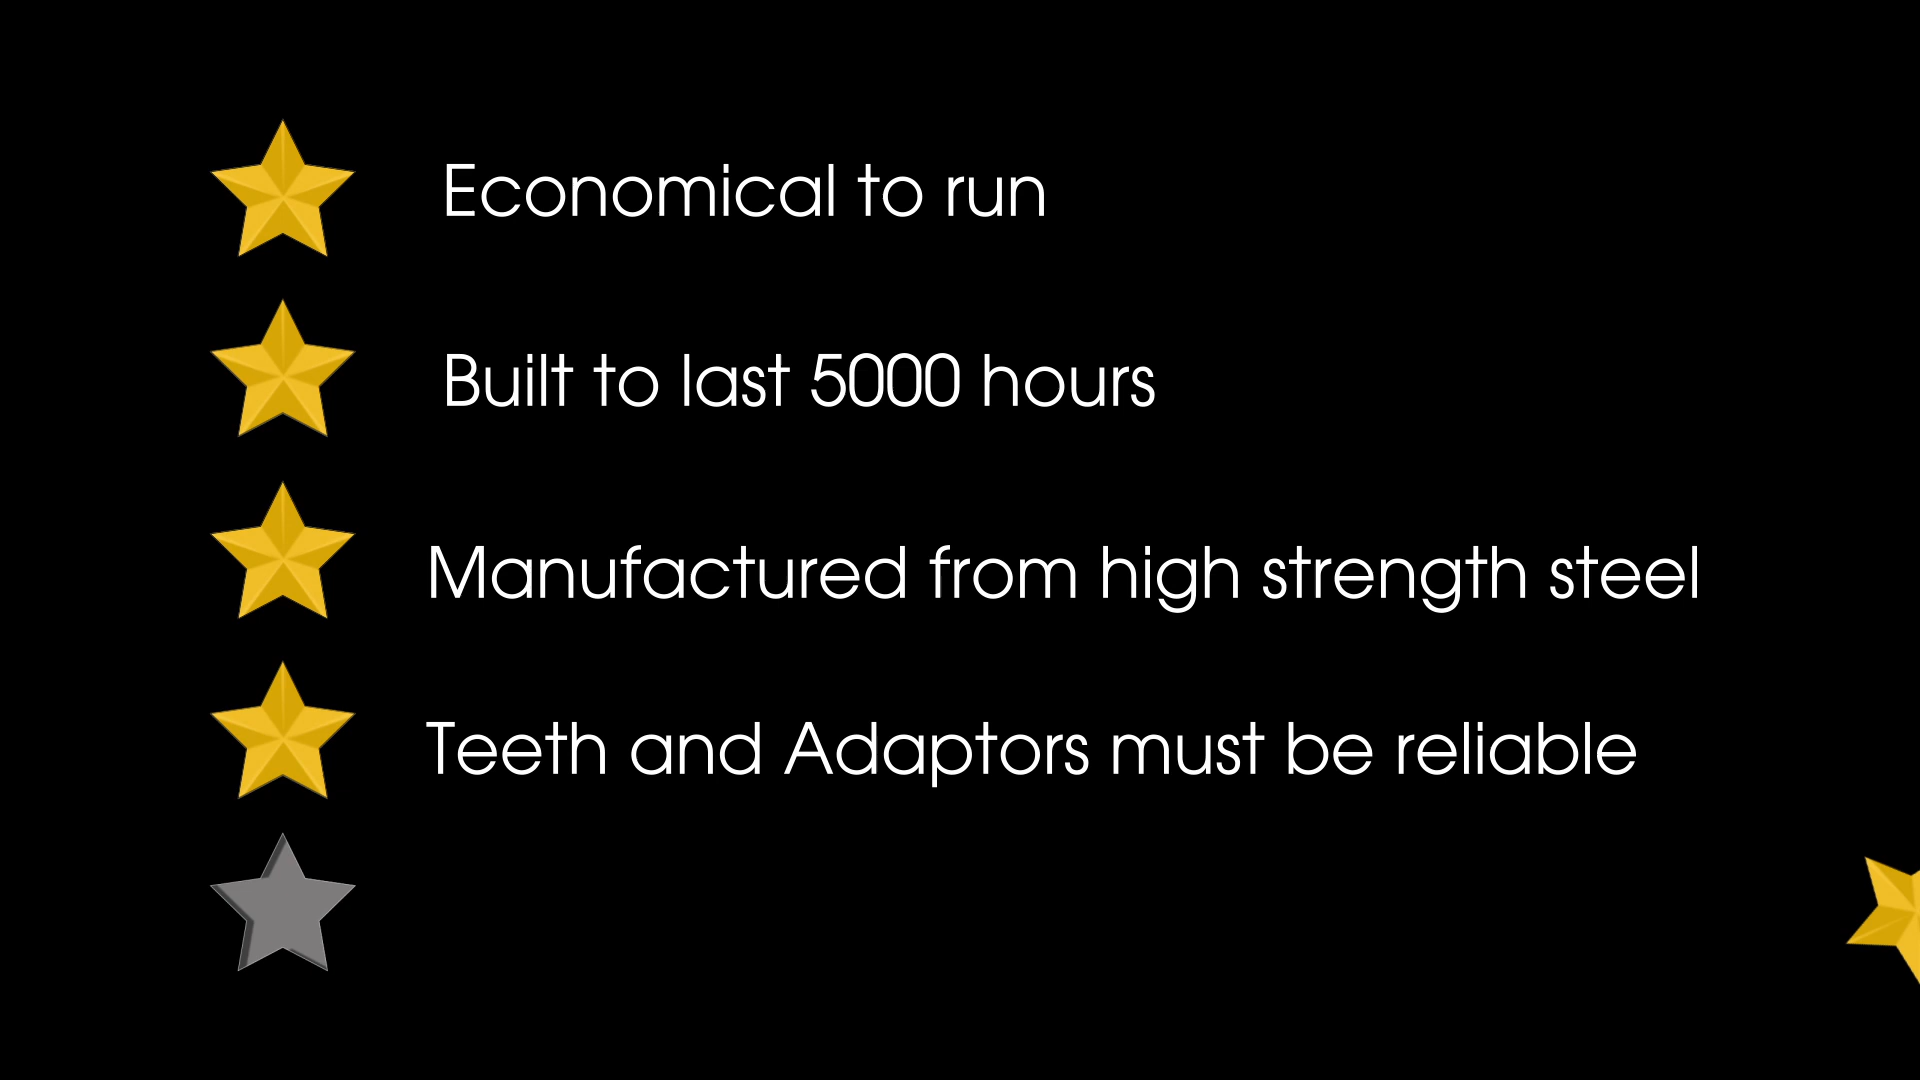 Economical to run
Built to last 5000 hours
Manufactured from high strength steel
Teeth and Adaptors must be reliable